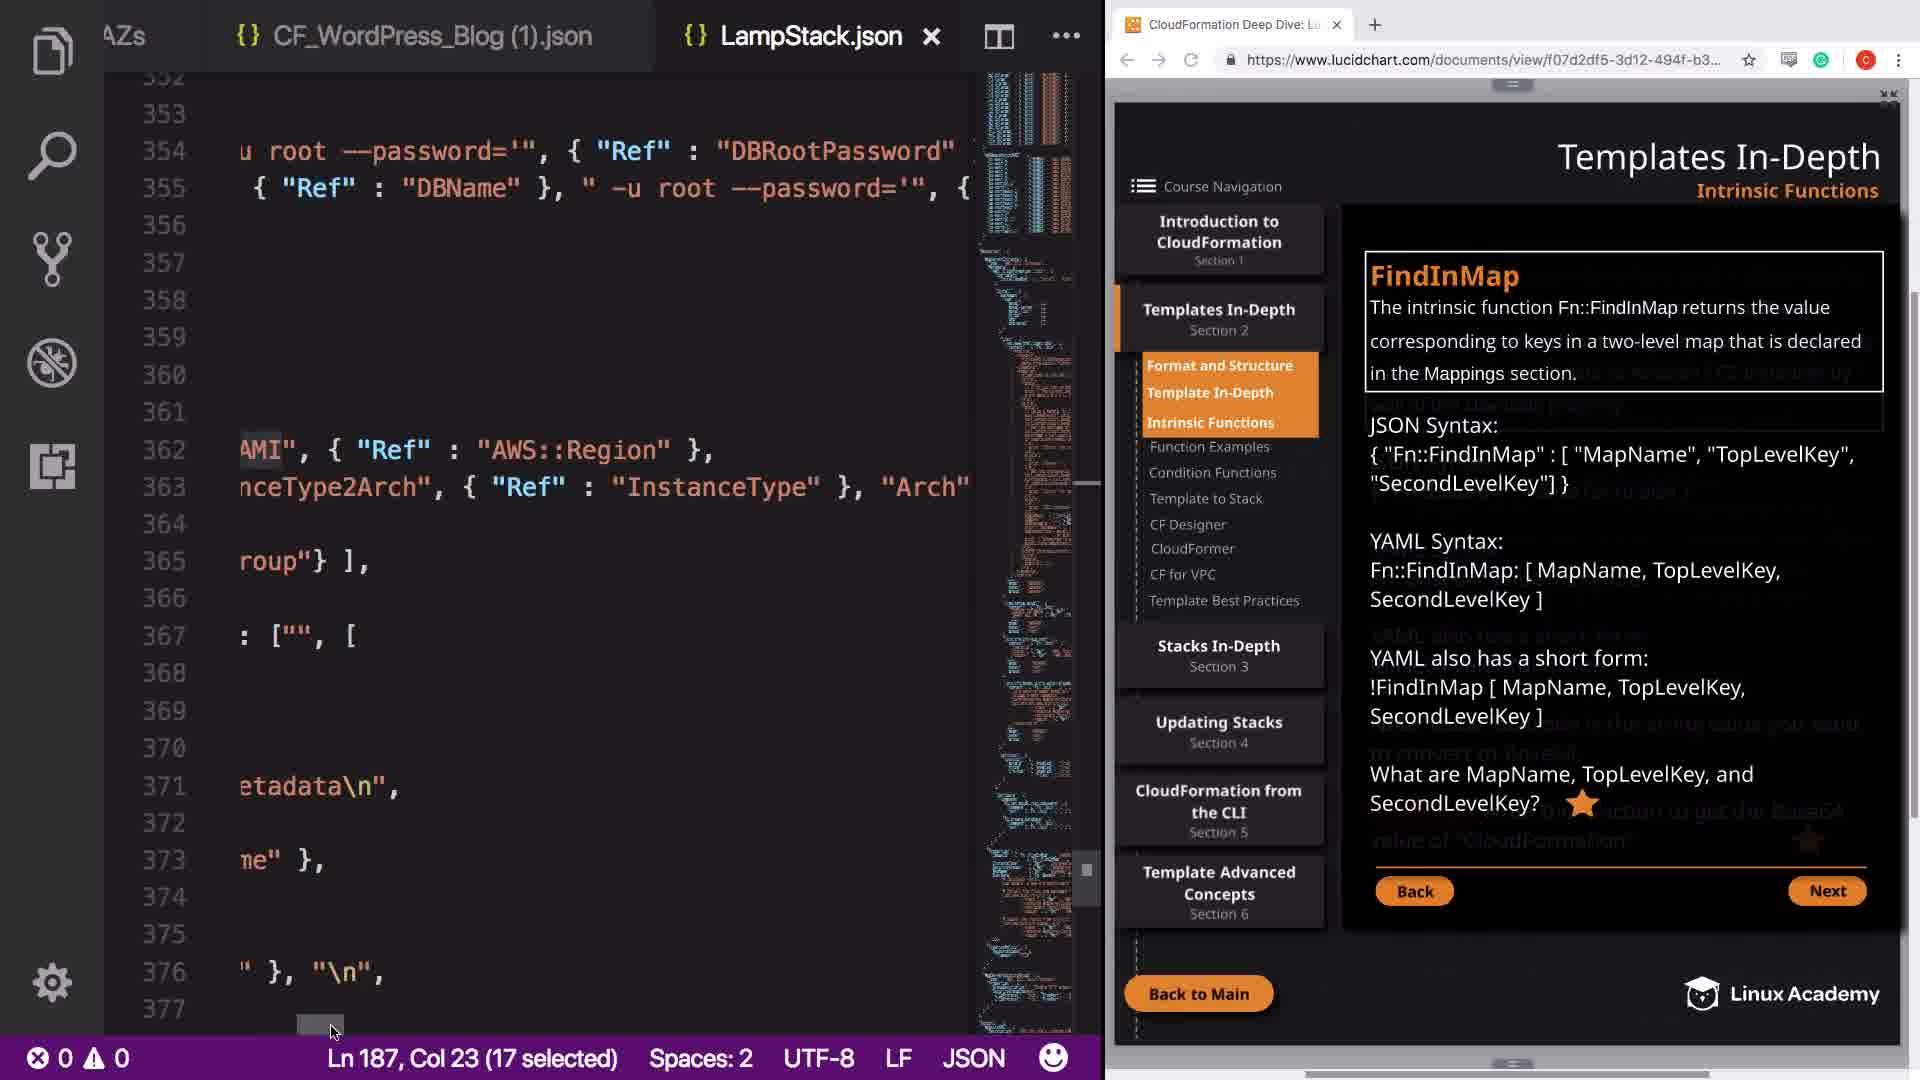 AZs
{} CF_WordPress_Blog (1).json
{} LampStack.json
352
353
354 u root --password='", { "Ref" : "DBRootPassword"
355 { "Ref" : "DBName" }, " -u root --password='", {
356
357
358
359
360
361
362 AMI", { "Ref" : "AWS::Region" },
363 nceType2Arch", { "Ref" : "InstanceType" }, "Arch"
364
365 roup"} ],
366
367 : ["", [
368
369
370
371 etadata\n",
372
373 me" },
374
375
376 " }, "\n",
377
0 0 Ln 187, Col 23 (17 selected) Spaces: 2 UTF-8 LF JSON
CloudFormation Deep Dive: Lu
https://www.lucidchart.com/documents/view/f07d2df5-3d12-494f-b3...
C
Templates In-Depth
Intrinsic Functions
Course Navigation
Introduction to
CloudFormation
Section 1
Templates In-Depth
Section 2
Format and Structure
Template In-Depth
Intrinsic Functions
Function Examples
Condition Functions
Template to Stack
CF Designer
CloudFormer
CF for VPC
Template Best Practices
Stacks In-Depth
Section 3
Updating Stacks
Section 4
CloudFormation from
the CLI
Section 5
Template Advanced
Concepts
Section 6
Back to Main
FindInMap
The intrinsic function Fn::FindInMap returns the value
corresponding to keys in a two-level map that is declared
in the Mappings section.
JSON Syntax:
{ "Fn::FindInMap" : [ "MapName", "TopLevelKey",
"SecondLevelKey"] }
YAML Syntax:
Fn::FindInMap: [ MapName, TopLevelKey,
SecondLevelKey ]
YAML also has a short form:
!FindInMap [ MapName, TopLevelKey,
SecondLevelKey ]
What are MapName, TopLevelKey, and
SecondLevelKey?
Back
Next
Linux Academy